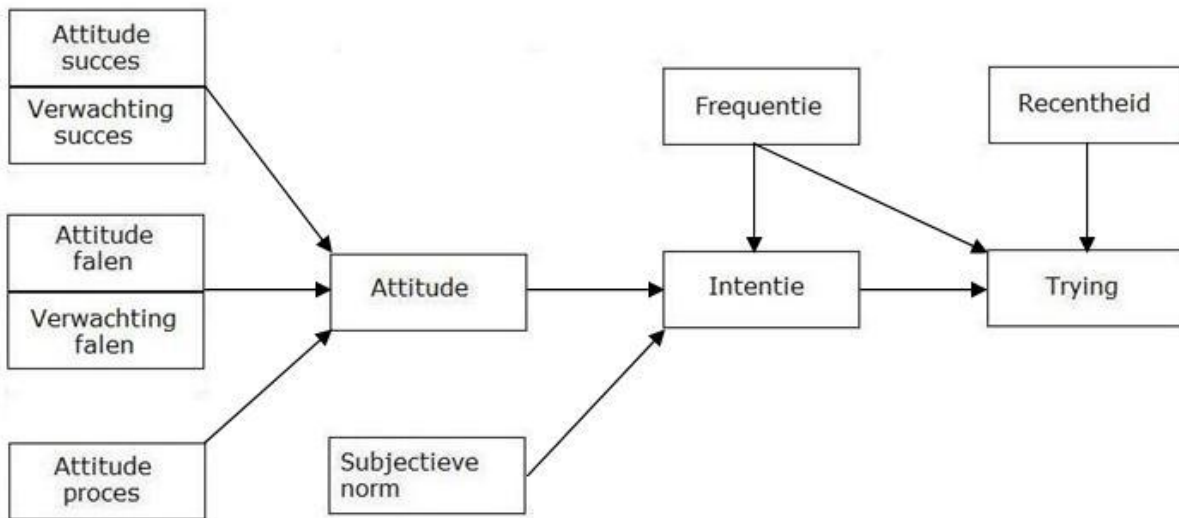 Attitude
succes
Verwachting
succes
Frequentie
Recentheid
Attitude
falen
Verwachting
falen
Attitude
Intentie
Trying
Attitude
proces
Subjectieve
norm